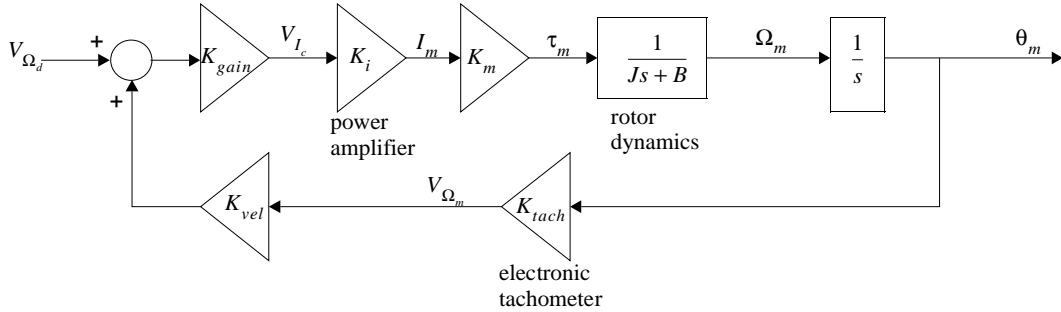 V_{Ω_d}
+
+
K_{gain}
V_{I_c}
K_i
I_m
K_m
τ_m
1
Js + B
Ω_m
1
s
θ_m
power
amplifier
rotor
dynamics
K_{vel}
V_{Ω_m}
K_{tach}
electronic
tachometer